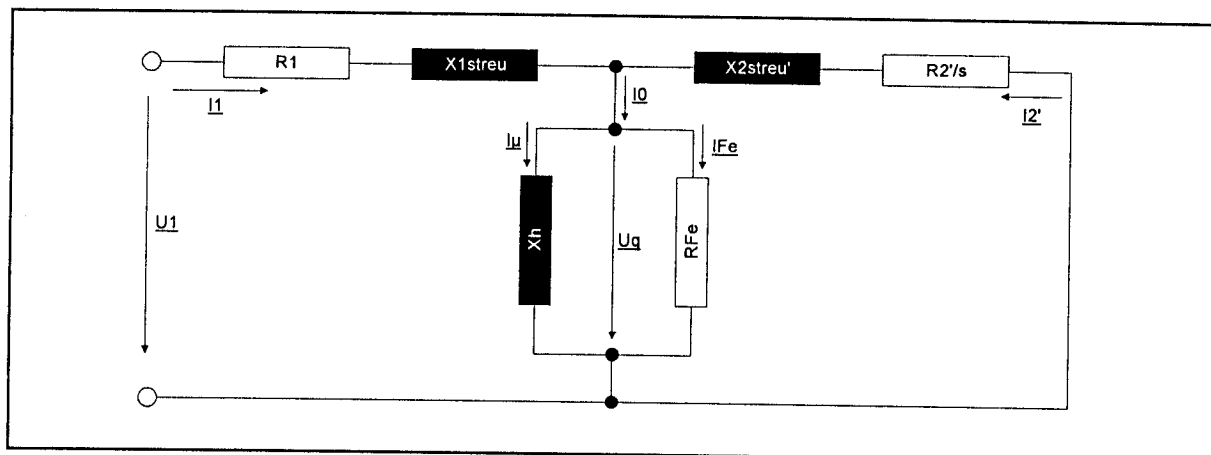 R1
X1streu
X2streu'
R2'/s
I1
I0
I2'
Iµ
IFe
U1
Xh
Uq
RFe